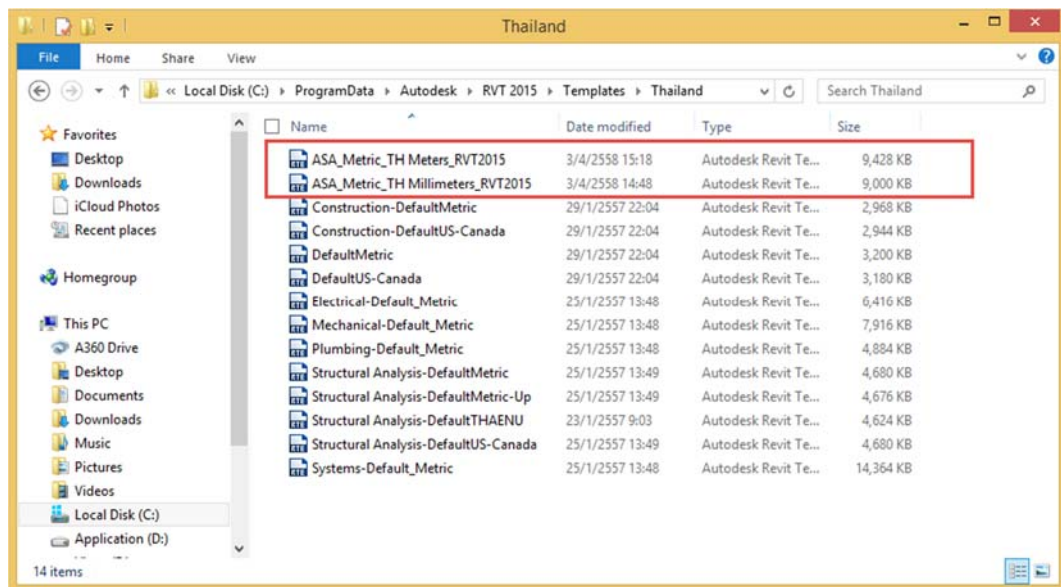 Thailand
File Home Share View
« Local Disk (C:) ▸ ProgramData ▸ Autodesk ▸ RVT 2015 ▸ Templates ▸ Thailand
Search Thailand
Favorites
Desktop
Downloads
iCloud Photos
Recent places
Homegroup
This PC
A360 Drive
Desktop
Documents
Downloads
Music
Pictures
Videos
Local Disk (C:)
Application (D:)
Name Date modified Type Size
ASA_Metric_TH Meters_RVT2015 3/4/2558 15:18 Autodesk Revit Te... 9,428 KB
ASA_Metric_TH Millimeters_RVT2015 3/4/2558 14:48 Autodesk Revit Te... 9,000 KB
Construction-DefaultMetric 29/1/2557 22:04 Autodesk Revit Te... 2,968 KB
Construction-DefaultUS-Canada 29/1/2557 22:04 Autodesk Revit Te... 2,944 KB
DefaultMetric 29/1/2557 22:04 Autodesk Revit Te... 3,200 KB
DefaultUS-Canada 29/1/2557 22:04 Autodesk Revit Te... 3,180 KB
Electrical-Default_Metric 25/1/2557 13:48 Autodesk Revit Te... 6,416 KB
Mechanical-Default_Metric 25/1/2557 13:48 Autodesk Revit Te... 7,916 KB
Plumbing-Default_Metric 25/1/2557 13:48 Autodesk Revit Te... 4,884 KB
Structural Analysis-DefaultMetric 25/1/2557 13:49 Autodesk Revit Te... 4,680 KB
Structural Analysis-DefaultMetric-Up 25/1/2557 13:49 Autodesk Revit Te... 4,676 KB
Structural Analysis-DefaultTHAENU 23/1/2557 9:03 Autodesk Revit Te... 4,624 KB
Structural Analysis-DefaultUS-Canada 25/1/2557 13:49 Autodesk Revit Te... 4,680 KB
Systems-Default_Metric 25/1/2557 13:48 Autodesk Revit Te... 14,364 KB
14 items